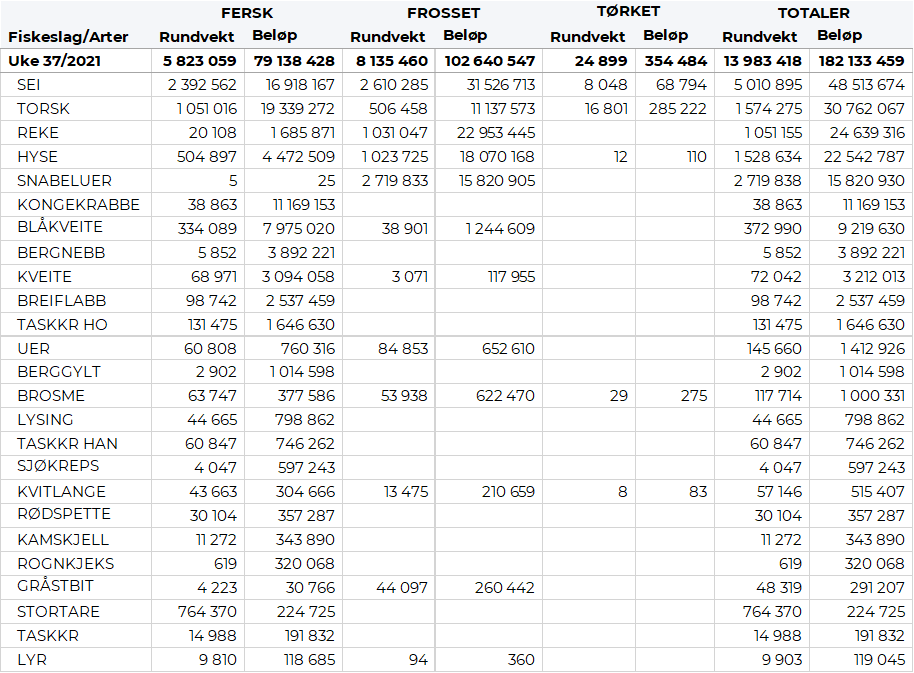 FERSK FROSSET TØRKET TOTALER
Fiskeslag/Arter Rundvekt Beløp Rundvekt Beløp Rundvekt Beløp Rundvekt Beløp
Uke 37/2021 5 823 059 79 138 428 8 135 460 102 640 547 24 899 354 484 13 983 418 182 133 459
SEI 2 392 562 16 918 167 2 610 285 31 526 713 8 048 68 794 5 010 895 48 513 674
TORSK 1 051 016 19 339 272 506 458 11 137 573 16 801 285 222 1 574 275 30 762 067
REKE 20 108 1 685 871 1 031 047 22 953 445 1 051 155 24 639 316
HYSE 504 897 4 472 509 1 023 725 18 070 168 12 110 1 528 634 22 542 787
SNABELUER 5 25 2 719 833 15 820 905 2 719 838 15 820 930
KONGEKRABBE 38 863 11 169 153 38 863 11 169 153
BLÅKVEITE 334 089 7 975 020 38 901 1 244 609 372 990 9 219 630
BERGNEBB 5 852 3 892 221 5 852 3 892 221
KVEITE 68 971 3 094 058 3 071 117 955 72 042 3 212 013
BREIFLABB 98 742 2 537 459 98 742 2 537 459
TASKKR HO 131 475 1 646 630 131 475 1 646 630
UER 60 808 760 316 84 853 652 610 145 660 1 412 926
BERGGYLT 2 902 1 014 598 2 902 1 014 598
BROSME 63 747 377 586 53 938 622 470 29 275 117 714 1 000 331
LYSING 44 665 798 862 44 665 798 862
TASKKR HAN 60 847 746 262 60 847 746 262
SJØKREPS 4 047 597 243 4 047 597 243
KVITLANGE 43 663 304 666 13 475 210 659 8 83 57 146 515 407
RØDSPETTE 30 104 357 287 30 104 357 287
KAMSKJELL 11 272 343 890 11 272 343 890
ROGNKJEKS 619 320 068 619 320 068
GRÅSTBIT 4 223 30 766 44 097 260 442 48 319 291 207
STORTARE 764 370 224 725 764 370 224 725
TASKKR 14 988 191 832 14 988 191 832
LYR 9 810 118 685 94 360 9 903 119 045